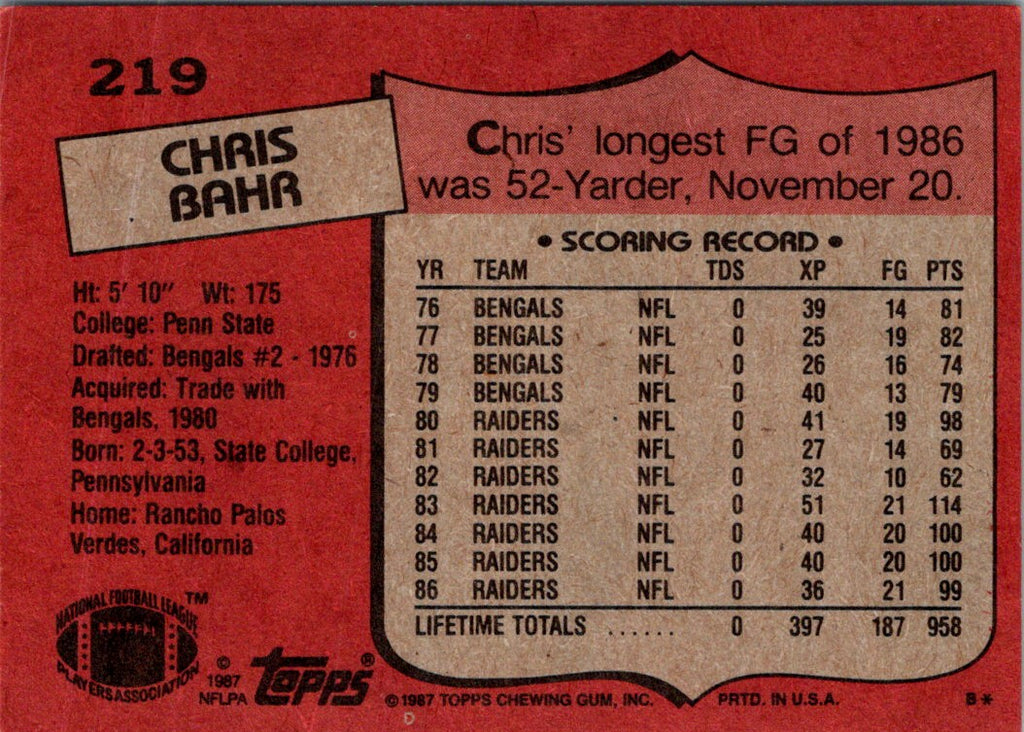 219
CHRIS
BAHR
Chris' longest FG of 1986
was 52-Yarder, November 20.
• SCORING RECORD •
YR TEAM TDS XP FG PTS
76 BENGALS NFL 0 39 14 81
77 BENGALS NFL 0 25 19 82
78 BENGALS NFL 0 26 16 74
79 BENGALS NFL 0 40 13 79
80 RAIDERS NFL 0 41 19 98
81 RAIDERS NFL 0 27 14 69
82 RAIDERS NFL 0 32 10 62
83 RAIDERS NFL 0 51 21 114
84 RAIDERS NFL 0 40 20 100
85 RAIDERS NFL 0 40 20 100
86 RAIDERS NFL 0 36 21 99
LIFETIME TOTALS ...... 0 397 187 958
Ht: 5' 10" Wt: 175
College: Penn State
Drafted: Bengals #2 - 1976
Acquired: Trade with
Bengals, 1980
Born: 2-3-53, State College,
Pennsylvania
Home: Rancho Palos
Verdes, California
NATIONAL FOOTBALL LEAGUE TM
PLAYERS ASSOCIATION
©
1987
NFLPA
topps®
©1987 TOPPS CHEWING GUM, INC. PRTD. IN U.S.A. B*
D